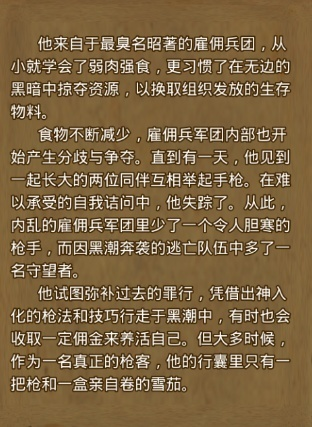 他来自于最臭名昭著的雇佣兵团，从
小就学会了弱肉强食，更习惯了在无边的
黑暗中掠夺资源，以换取组织发放的生存
物料。
食物不断减少，雇佣兵军团内部也开
始产生分歧与争夺。直到有一天，他见到
一起长大的两位同伴互相举起手枪。在难
以承受的自我诘问中，他失踪了。从此，
内乱的雇佣兵军团里少了一个令人胆寒的
枪手，而因黑潮奔袭的逃亡队伍中多了一
名守望者。
他试图弥补过去的罪行，凭借出神入
化的枪法和技巧行走于黑潮中，有时也会
收取一定佣金来养活自己。但大多时候，
作为一名真正的枪客，他的行囊里只有一
把枪和一盒亲自卷的雪茄。